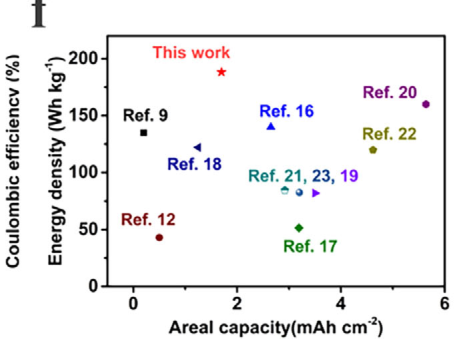 f
Coulombic efficiency (%)
Energy density (Wh kg-1)
200
150
100
50
0
This work
Ref. 20
Ref. 9
Ref. 16
Ref. 22
Ref. 18
Ref. 21, 23, 19
Ref. 12
Ref. 17
0 2 4 6
Areal capacity(mAh cm-2)